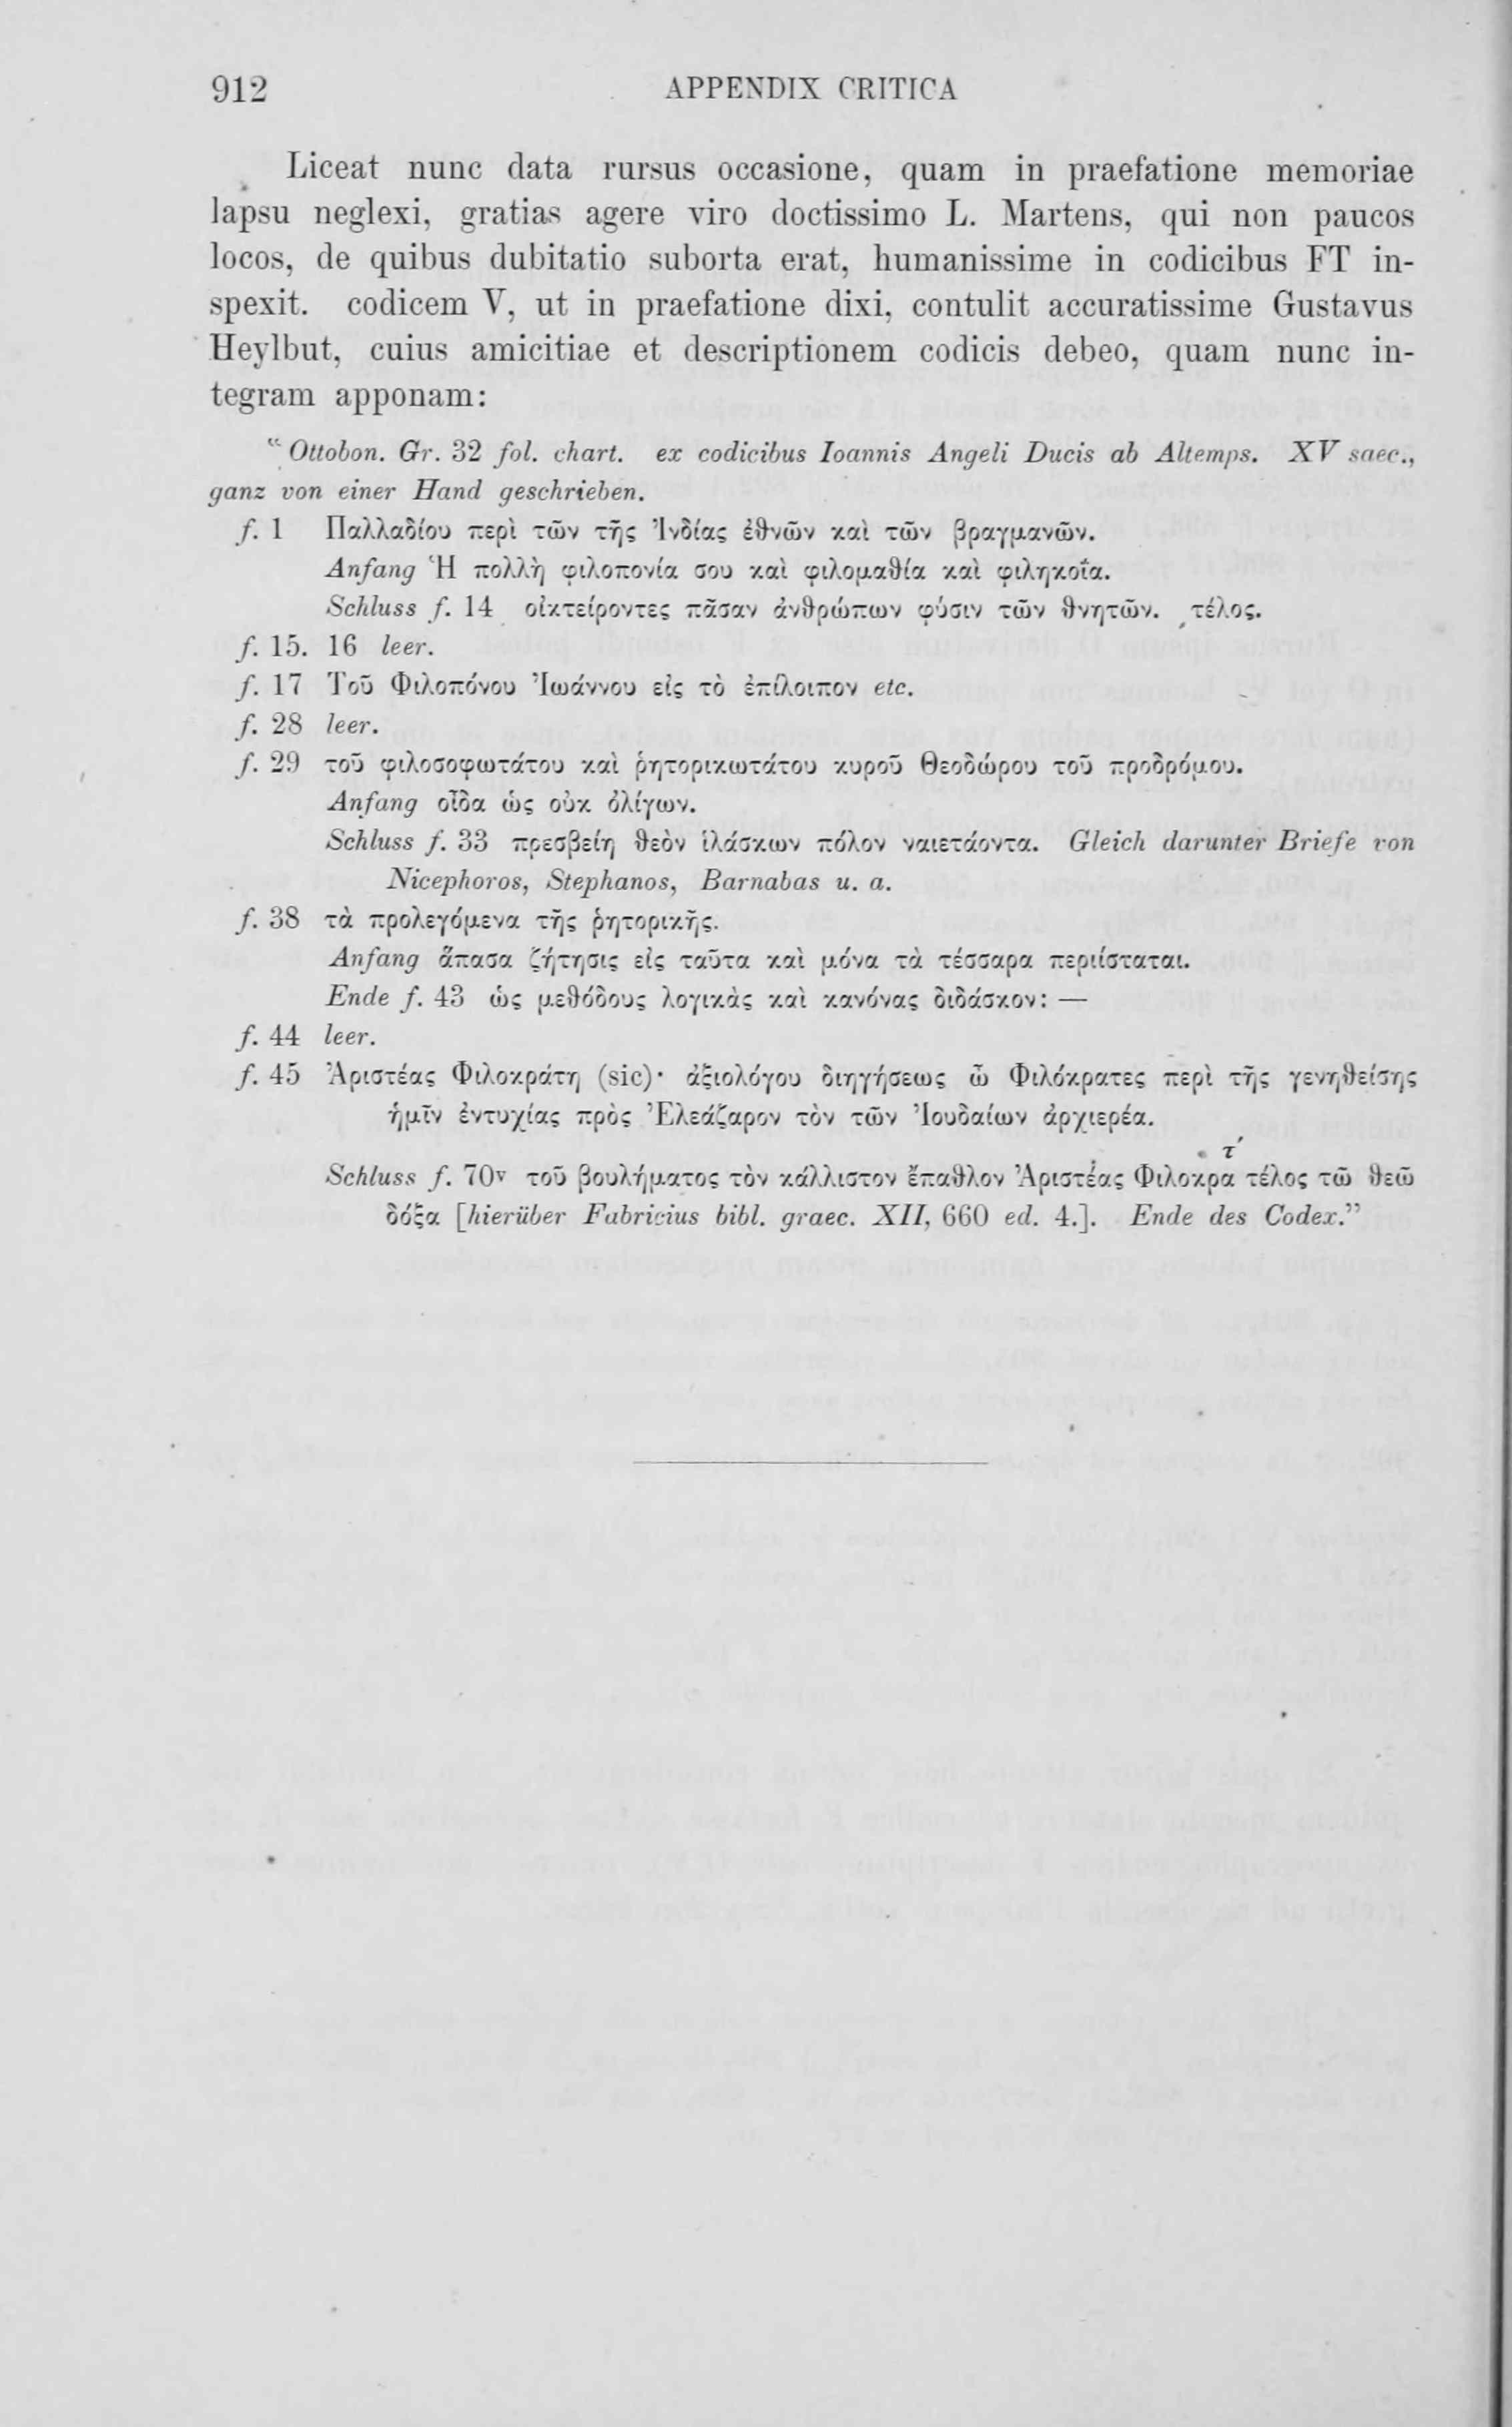 912 APPENDIX CRITICA
Liceat nunc data rursus occasione, quam in praefatione memoriae
lapsu neglexi, gratias agere viro doctissimo L. Martens, qui non paucos
locos, de quibus dubitatio suborta erat, humanissime in codicibus FT in-
spexit. codicem V, ut in praefatione dixi, contulit accuratissime Gustavus
Heylbut, cuius amicitiae et descriptionem codicis debeo, quam nunc in-
tegram apponam:
“Ottobon. Gr. 32 fol. chart. ex codicibus Ioannis Angeli Ducis ab Altemps. XV saec.,
ganz von einer Hand geschrieben.
f. 1 Παλλαδίου περὶ τῶν τῆς Ἰνδίας ἐθνῶν καὶ τῶν βραγμανῶν.
Anfang Ἡ πολλὴ φιλοπονία σου καὶ φιλομαθία καὶ φιληκοΐα.
Schluss f. 14 οἰκτείροντες πᾶσαν ἀνθρώπων φύσιν τῶν θνητῶν. τέλος.
f. 15. 16 leer.
f. 17 Τοῦ Φιλοπόνου Ἰωάννου εἰς τὸ ἐπίλοιπον etc.
f. 28 leer.
f. 29 τοῦ φιλοσοφωτάτου καὶ ῥητορικωτάτου κυροῦ Θεοδώρου τοῦ προδρόμου.
Anfang οἶδα ὡς οὐκ ὀλίγων.
Schluss f. 33 πρεσβείη θεὸν ἱλάσκων πόλον ναιετάοντα. Gleich darunter Briefe von
Nicephoros, Stephanos, Barnabas u. a.
f. 38 τὰ προλεγόμενα τῆς ῥητορικῆς.
Anfang ἅπασα ζήτησις εἰς ταῦτα καὶ μόνα τὰ τέσσαρα περιίσταται.
Ende f. 43 ὡς μεθόδους λογικὰς καὶ κανόνας διδάσκον: —
f. 44 leer.
f. 45 Ἀριστέας Φιλοκράτη (sic)· ἀξιολόγου διηγήσεως ὦ Φιλόκρατες περὶ τῆς γενηθείσης
ἡμῖν ἐντυχίας πρὸς Ἐλεάζαρον τὸν τῶν Ἰουδαίων ἀρχιερέα.
τ´
Schluss f. 70v τοῦ βουλήματος τὸν κάλλιστον ἔπαθλον Ἀριστέας Φιλοκρα τέλος τῶ θεῶ
δόξα [hierüber Fabricius bibl. graec. XII, 660 ed. 4.]. Ende des Codex.”